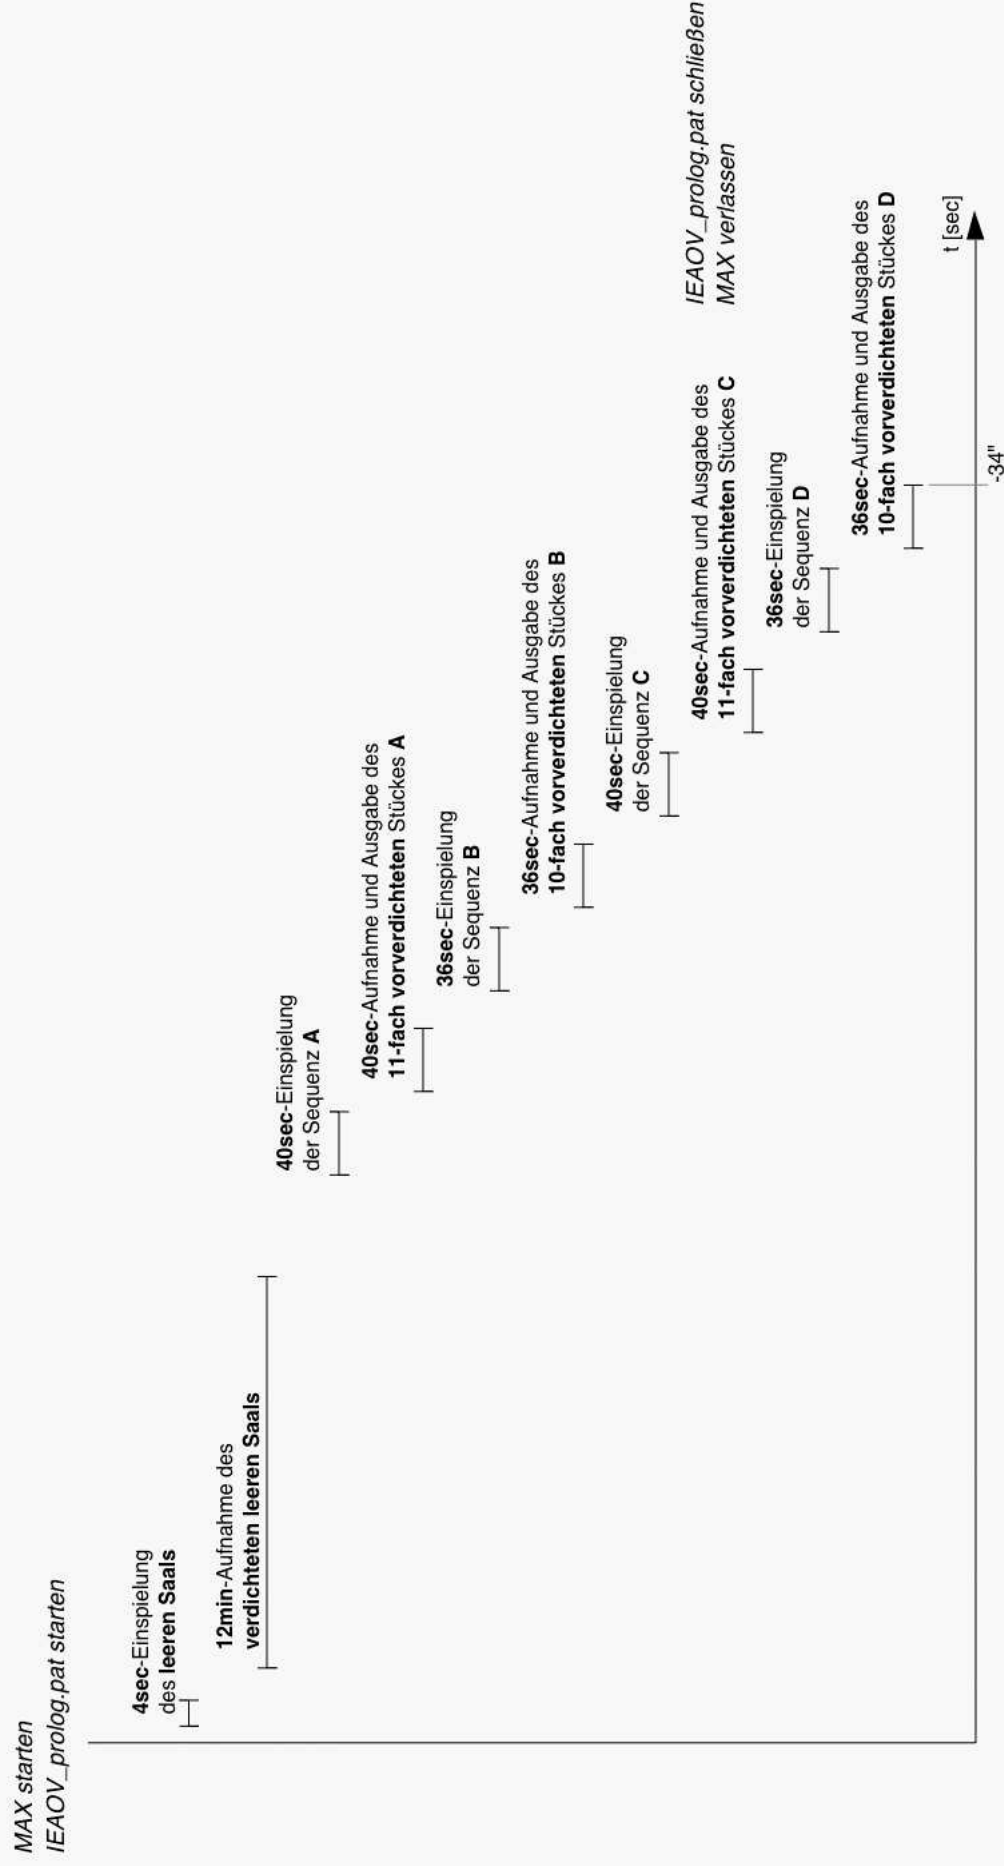 MAX starten
IEAOV_prolog.pat starten
4sec-Einspielung
des leeren Saals
12min-Aufnahme des
verdichteten leeren Saals
40sec-Einspielung
der Sequenz A
40sec-Aufnahme und Ausgabe des
11-fach vorverdichteten Stückes A
36sec-Einspielung
der Sequenz B
36sec-Aufnahme und Ausgabe des
10-fach vorverdichteten Stückes B
40sec-Einspielung
der Sequenz C
40sec-Aufnahme und Ausgabe des
11-fach vorverdichteten Stückes C
IEAOV_prolog.pat schließen
MAX verlassen
36sec-Einspielung
der Sequenz D
36sec-Aufnahme und Ausgabe des
10-fach vorverdichteten Stückes D
t [sec]
-34"